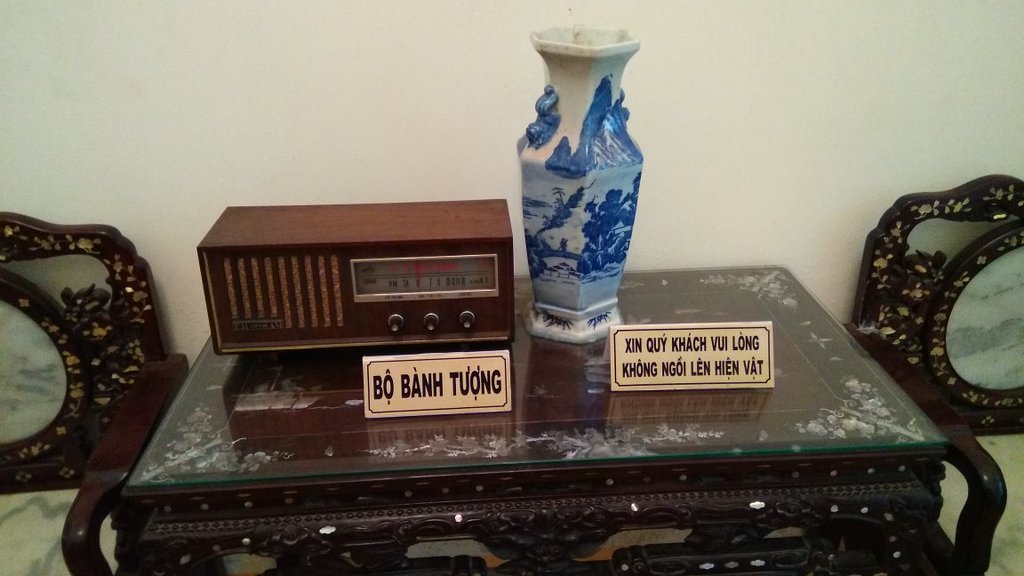 BỘ BÀNH TƯỢNG
XIN QUÝ KHÁCH VUI LÒNG
KHÔNG NGỒI LÊN HIỆN VẬT